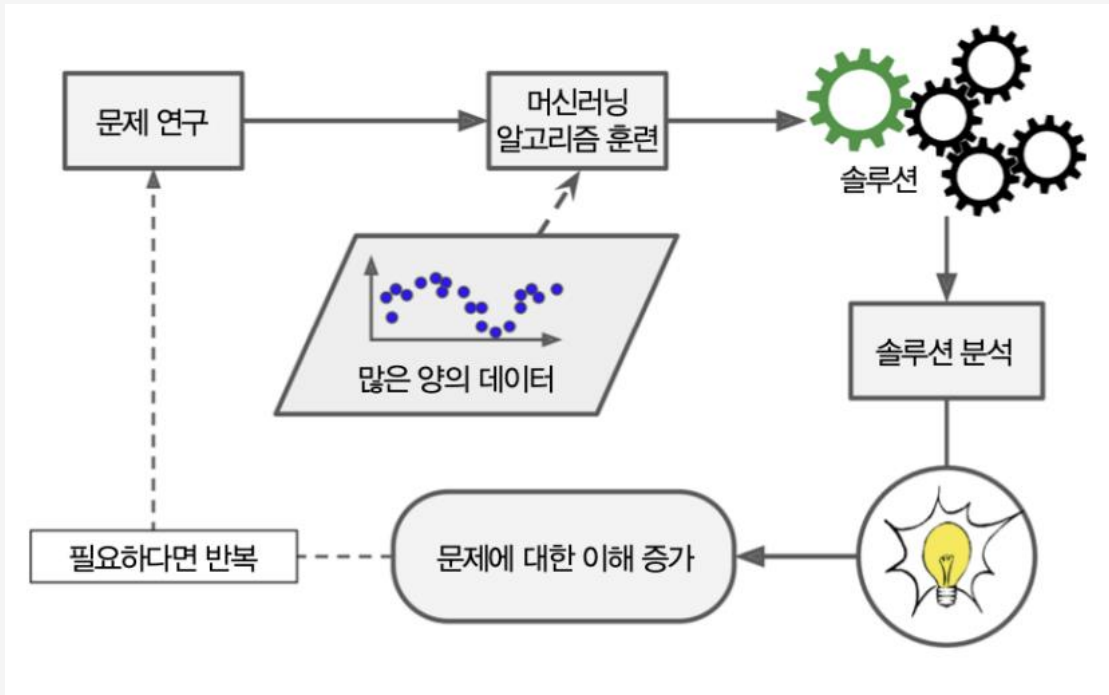 문제 연구
머신러닝
알고리즘 훈련
솔루션
많은 양의 데이터
솔루션 분석
문제에 대한 이해 증가
필요하다면 반복